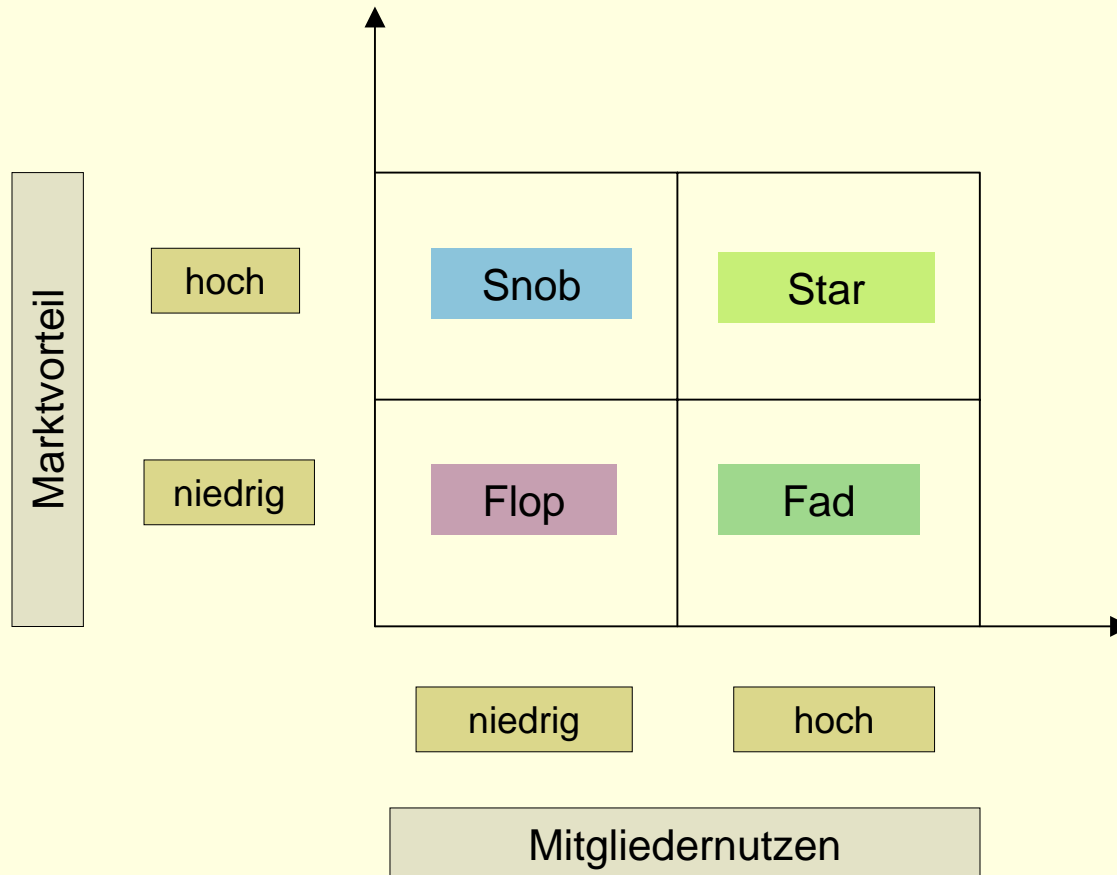 Marktvorteil
hoch
Snob
Star
niedrig
Flop
Fad
niedrig
hoch
Mitgliedernutzen